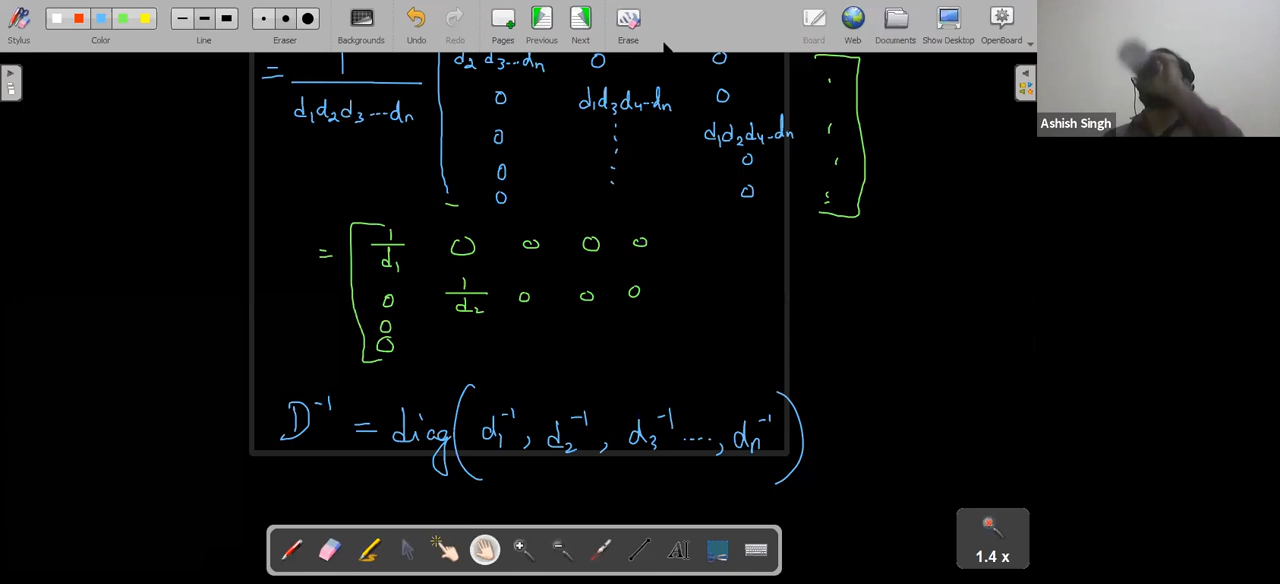 Stylus Color Line Eraser Backgrounds Undo Redo Pages Previous Next Erase Board Web Documents Show Desktop OpenBoard
Ashish Singh
= 1 / d₁d₂d₃...dₙ
d₂d₃...dₙ 0 0
0 d₁d₃d₄...dₙ 0
0 ⋮ d₁d₂d₄...dₙ
0 ⋮ 0
0 0
= [ 1/d₁ 0 0 0 0
0 1/d₂ 0 0 0
0
0
D⁻¹ = diag(d₁⁻¹, d₂⁻¹, d₃⁻¹ ...., dₙ⁻¹)
1.4 x